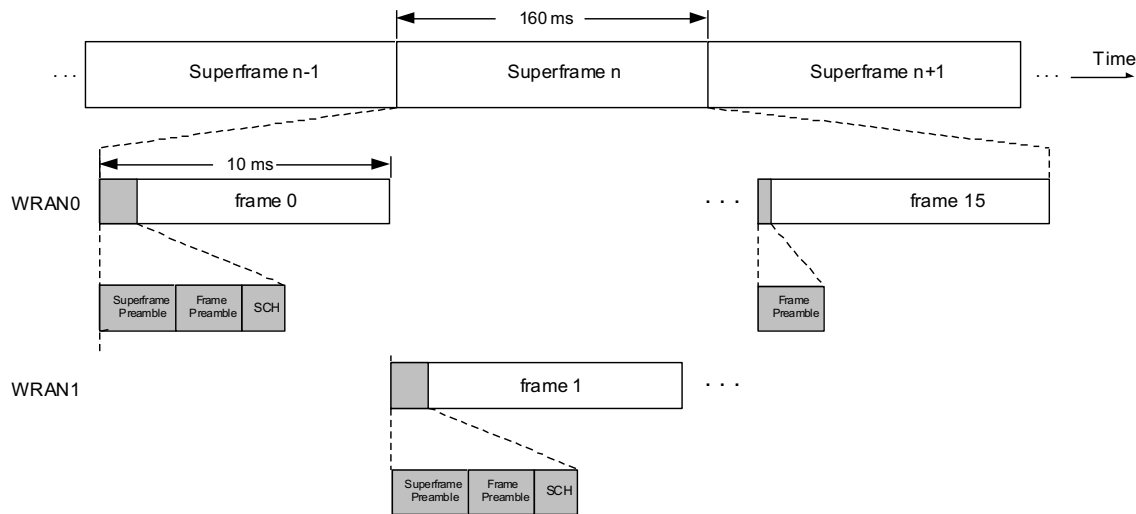 160 ms
. . . Superframe n-1 Superframe n Superframe n+1 . . . Time
10 ms
WRAN0 frame 0 . . . frame 15
Superframe Preamble Frame Preamble SCH Frame Preamble
WRAN1 frame 1 . . .
Superframe Preamble Frame Preamble SCH